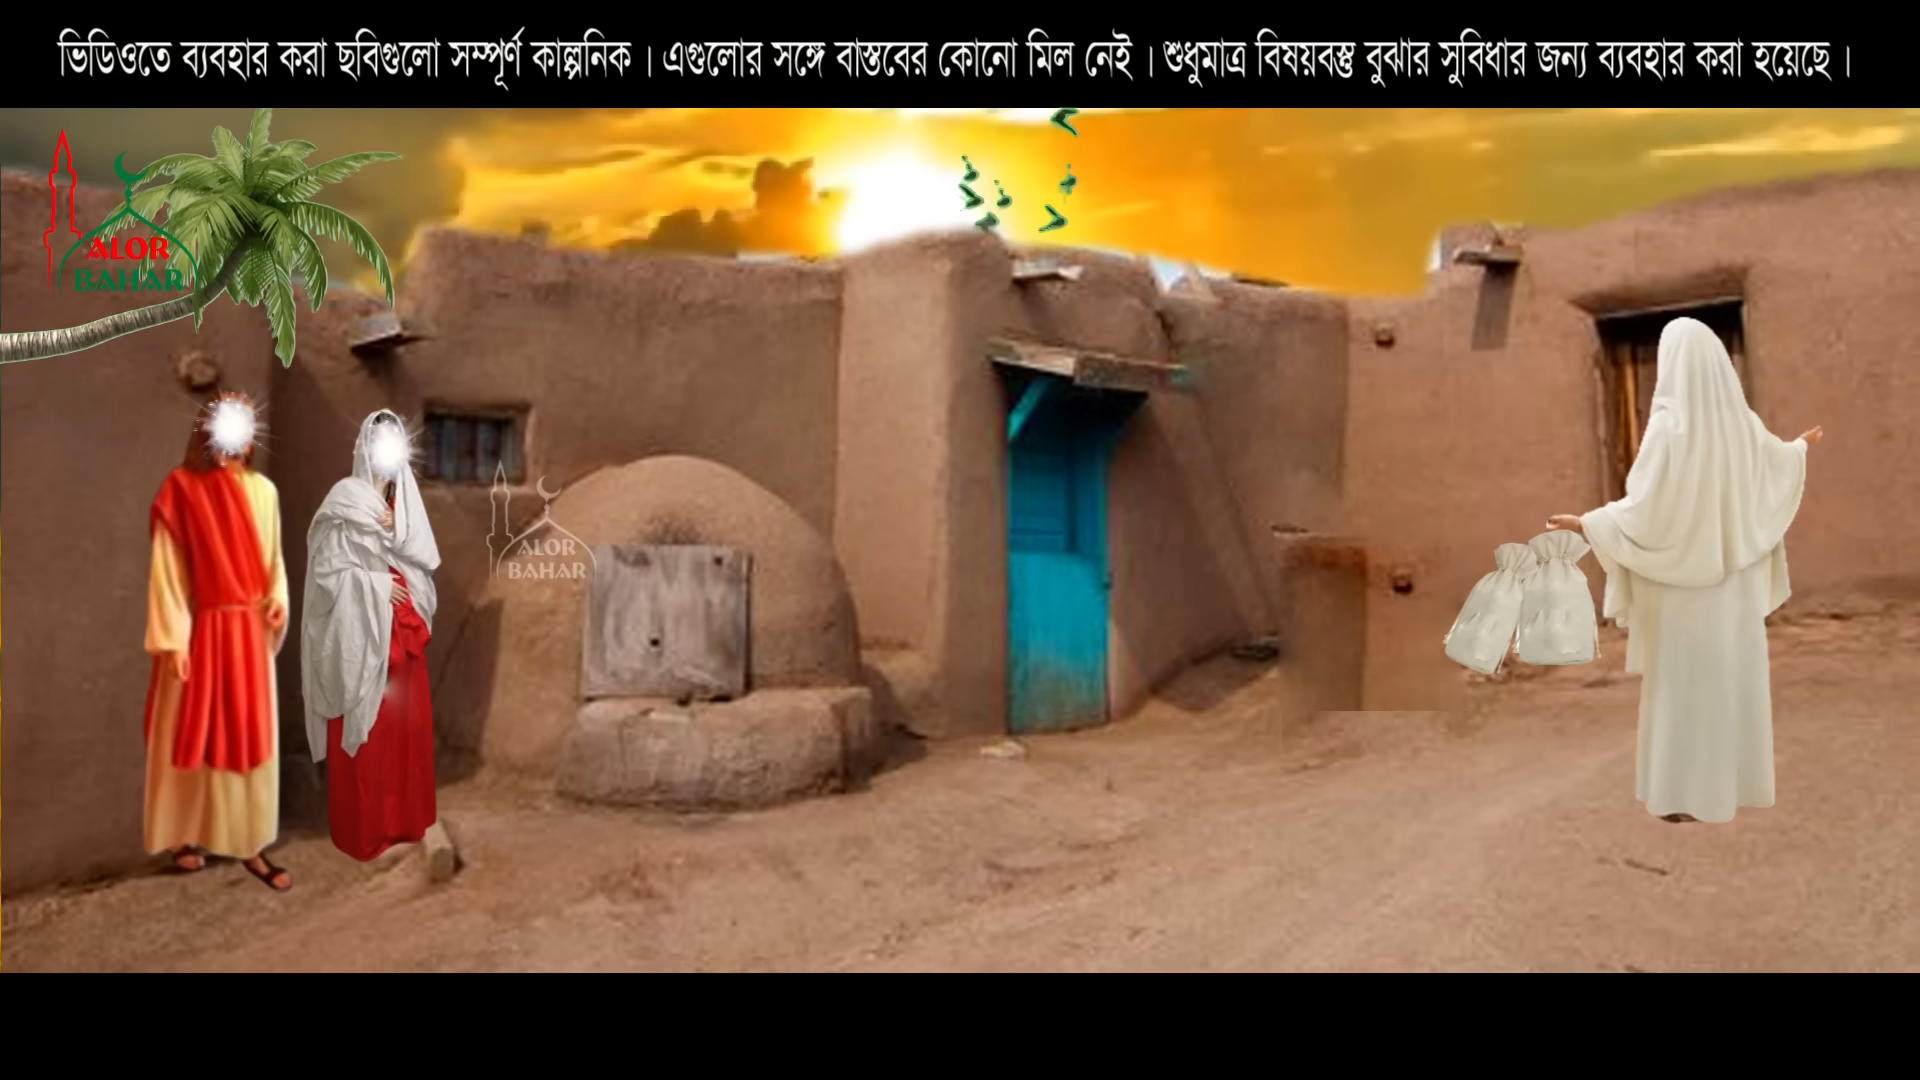 ভিডিওতে ব্যবহার করা ছবিগুলো সম্পূর্ণ কাল্পনিক । এগুলোর সঙ্গে বাস্তবের কোনো মিল নেই । শুধুমাত্র বিষয়বস্তু বুঝার সুবিধার জন্য ব্যবহার করা হয়েছে ।
ALOR
BAHAR
ALOR
BAHAR